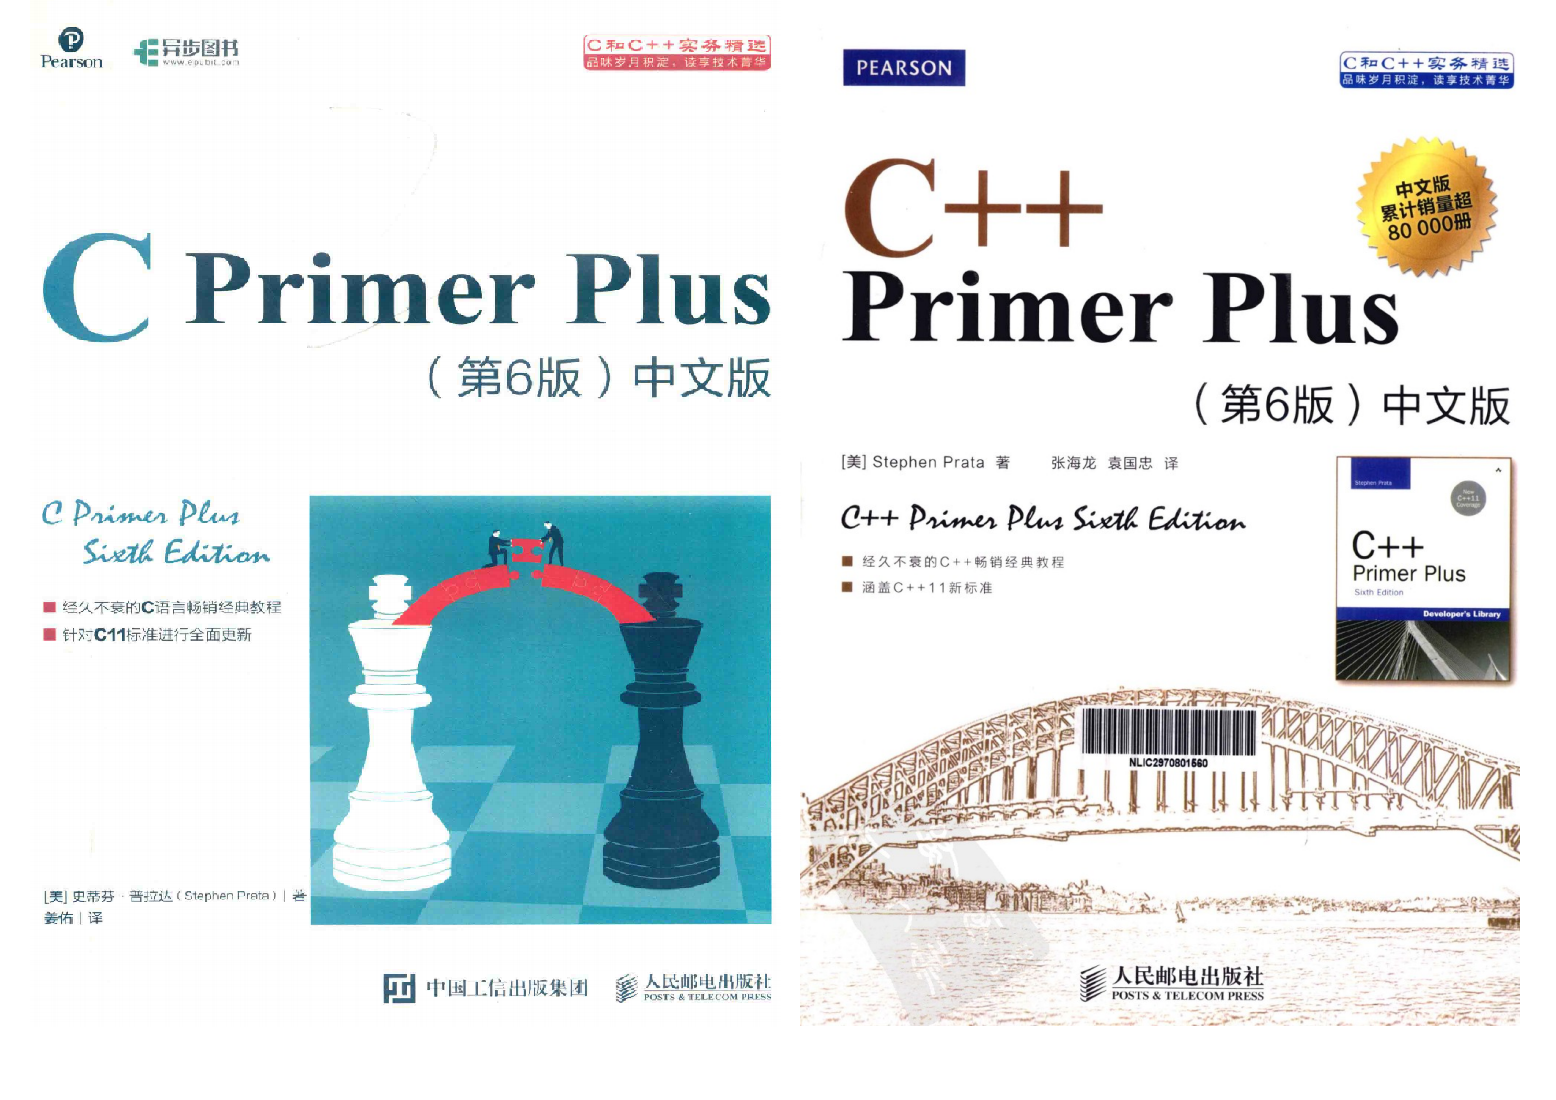 Pearson
异步图书
www.epubit.com
C和C++实务精选
品味岁月积淀，读享技术菁华
C Primer Plus
（第6版）中文版
C Primer Plus
Sixth Edition
经久不衰的C语言畅销经典教程
针对C11标准进行全面更新
[美] 史蒂芬·普拉达（Stephen Prata）| 著
姜佑 | 译
中国工信出版集团
人民邮电出版社
POSTS & TELECOM PRESS
PEARSON
C和C++实务精选
品味岁月积淀，读享技术菁华
C++
Primer Plus
中文版
累计销量超
80 000册
（第6版）中文版
[美] Stephen Prata 著 张海龙 袁国忠 译
C++ Primer Plus Sixth Edition
经久不衰的C++畅销经典教程
涵盖C++11新标准
Stephen Prata
New
C++11
Coverage
C++
Primer Plus
Sixth Edition
Developer's Library
NLIC2970801560
人民邮电出版社
POSTS & TELECOM PRESS